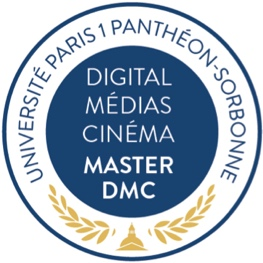 UNIVERSITÉ PARIS 1 PANTHÉON-SORBONNE
DIGITAL
MÉDIAS
CINÉMA
MASTER
DMC